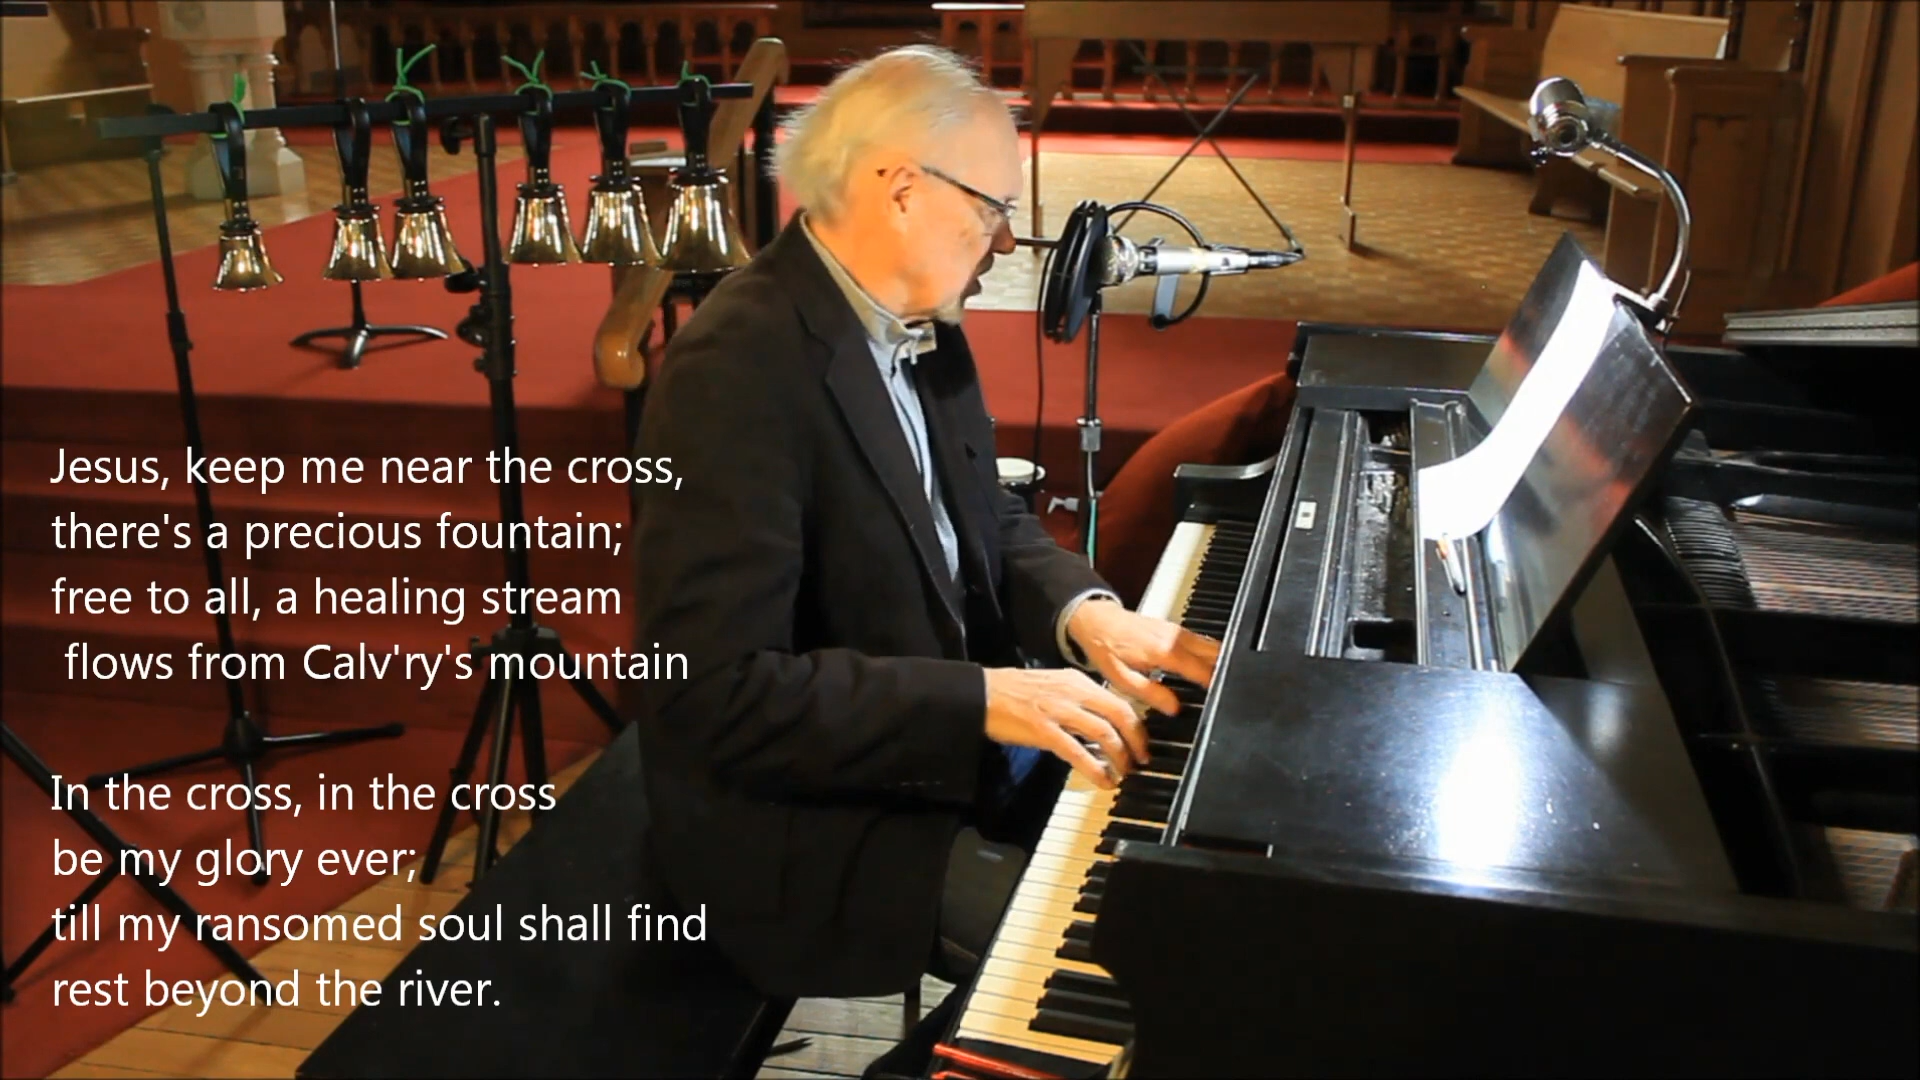 Jesus, keep me near the cross,
there's a precious fountain;
free to all, a healing stream
flows from Calv'ry's mountain
In the cross, in the cross
be my glory ever;
till my ransomed soul shall find
rest beyond the river.